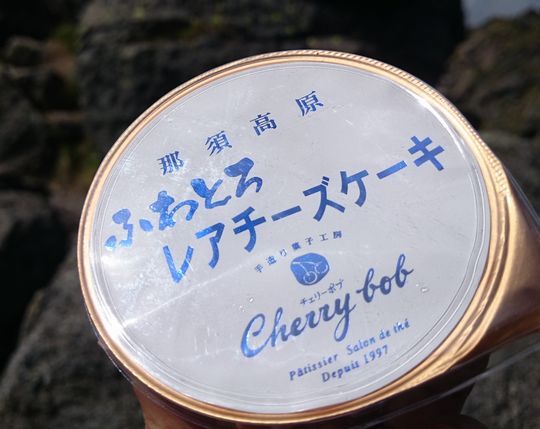 那須高原
ふわとろ
レアチーズケーキ
手造り菓子工房
チェリーボブ
Cherry bob
Pâtissier Salon de thé
Depuis 1997